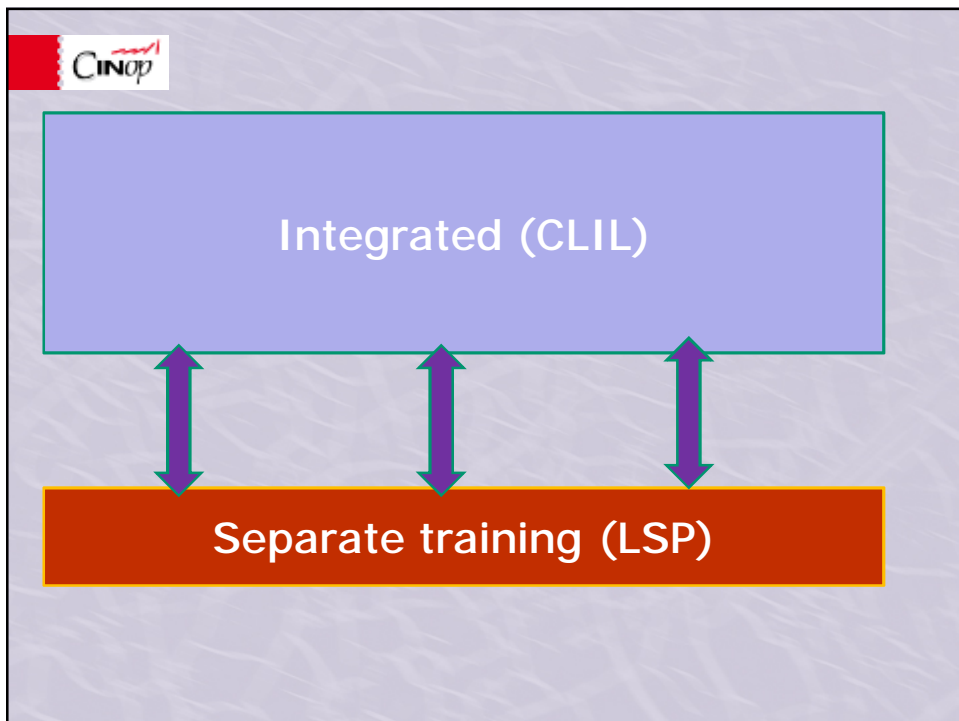 CINOP
Integrated (CLIL)
Separate training (LSP)